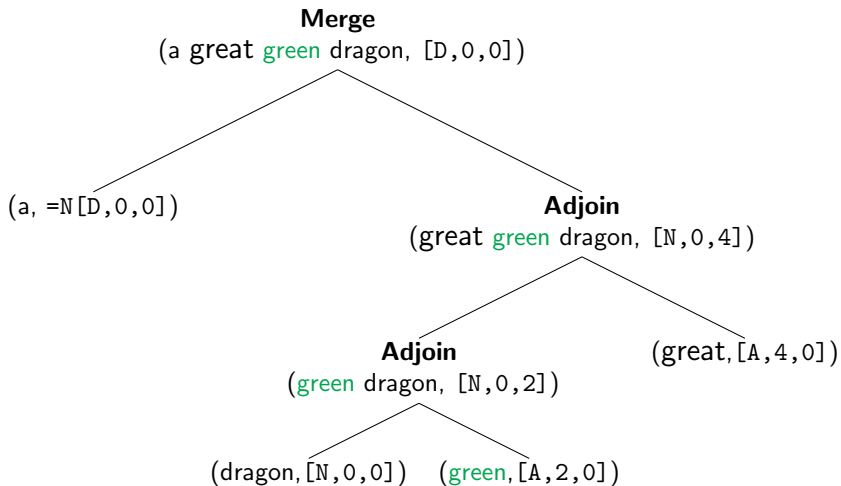 Merge
(a great green dragon, [D,0,0])
(a, =N[D,0,0])
Adjoin
(great green dragon, [N,0,4])
Adjoin
(green dragon, [N,0,2])
(great,[A,4,0])
(dragon,[N,0,0])
(green,[A,2,0])